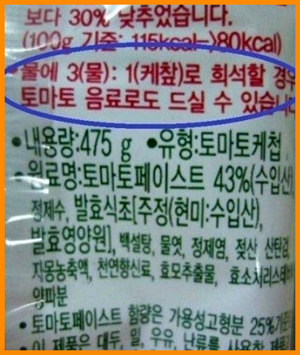 보다 30% 낮추었습니다.
(100g 기준: 115kcal→80kcal)
• 물에 3(물): 1(케찹)로 희석할 경우
토마토 음료로도 드실 수 있습니
• 내용량:475 g •유형:토마토케첩
• 원료명:토마토페이스트 43%(수입산),
정제수, 발효식초[주정(현미:수입산),
발효영양원], 백설탕, 물엿, 정제염, 젖산, 산탄검,
자몽농축액, 천연향신료, 효모추출물, 효소처리스테비
양파분
• 토마토페이스트 함량은 가용성고형분 25%기준
이 제품은 대두, 밀, 우유, 난류를 사용한 제품